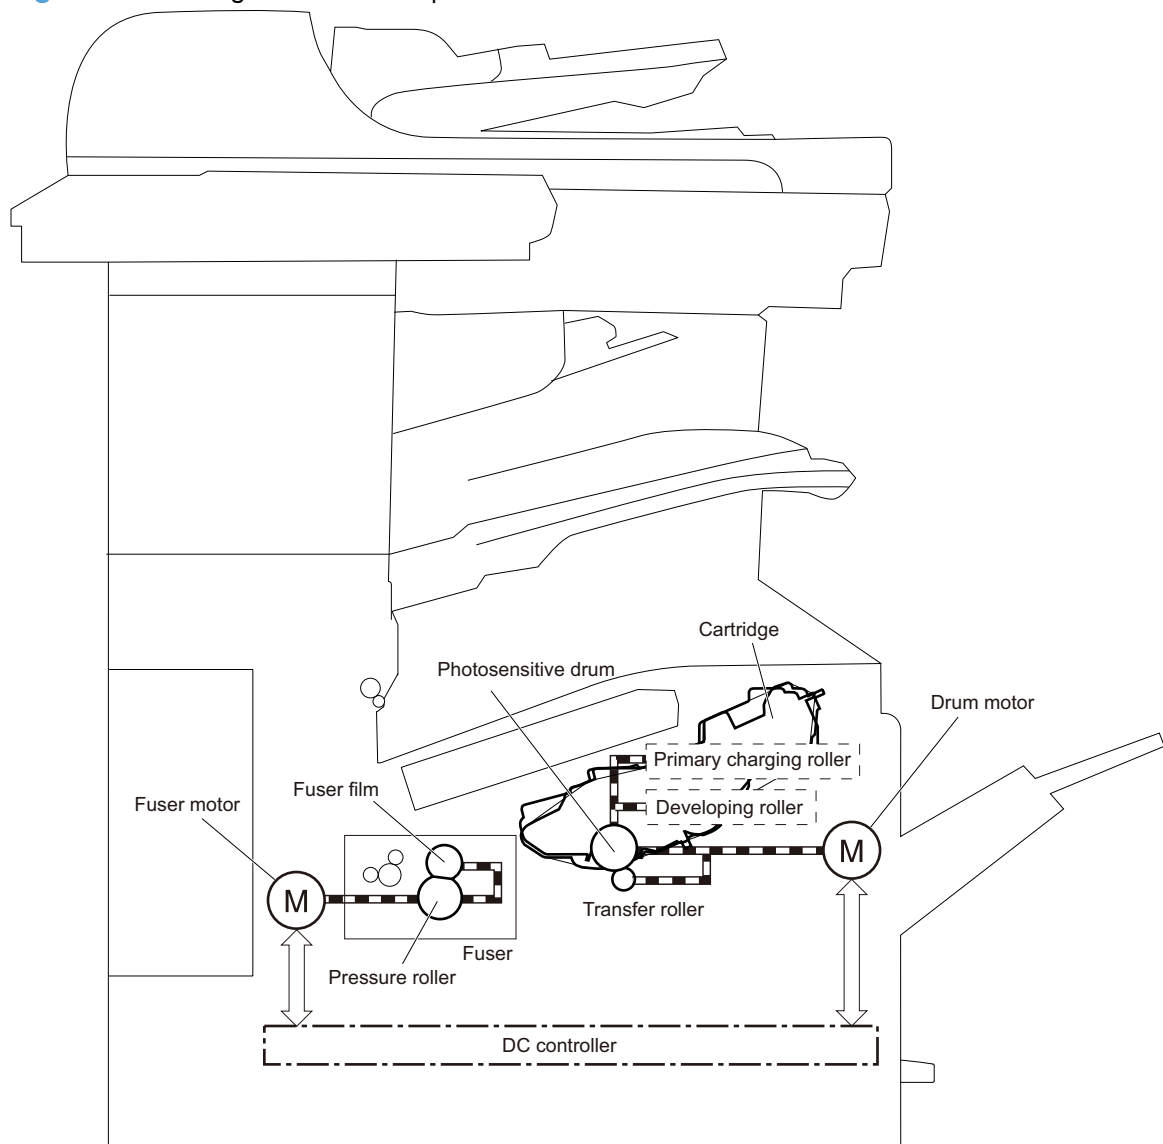 Cartridge
Photosensitive drum
Drum motor
Primary charging roller
Fuser film
Fuser motor
Developing roller
M
M
Transfer roller
Fuser
Pressure roller
DC controller